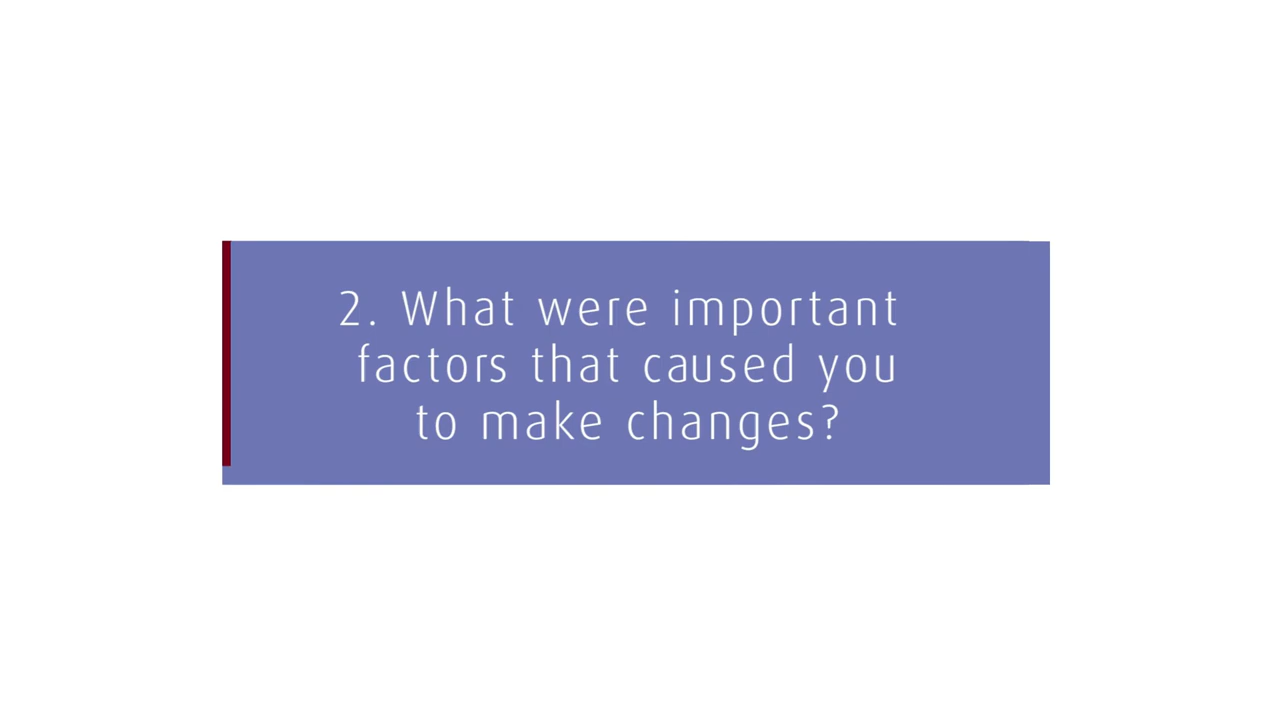 2. What were important
factors that caused you
to make changes?